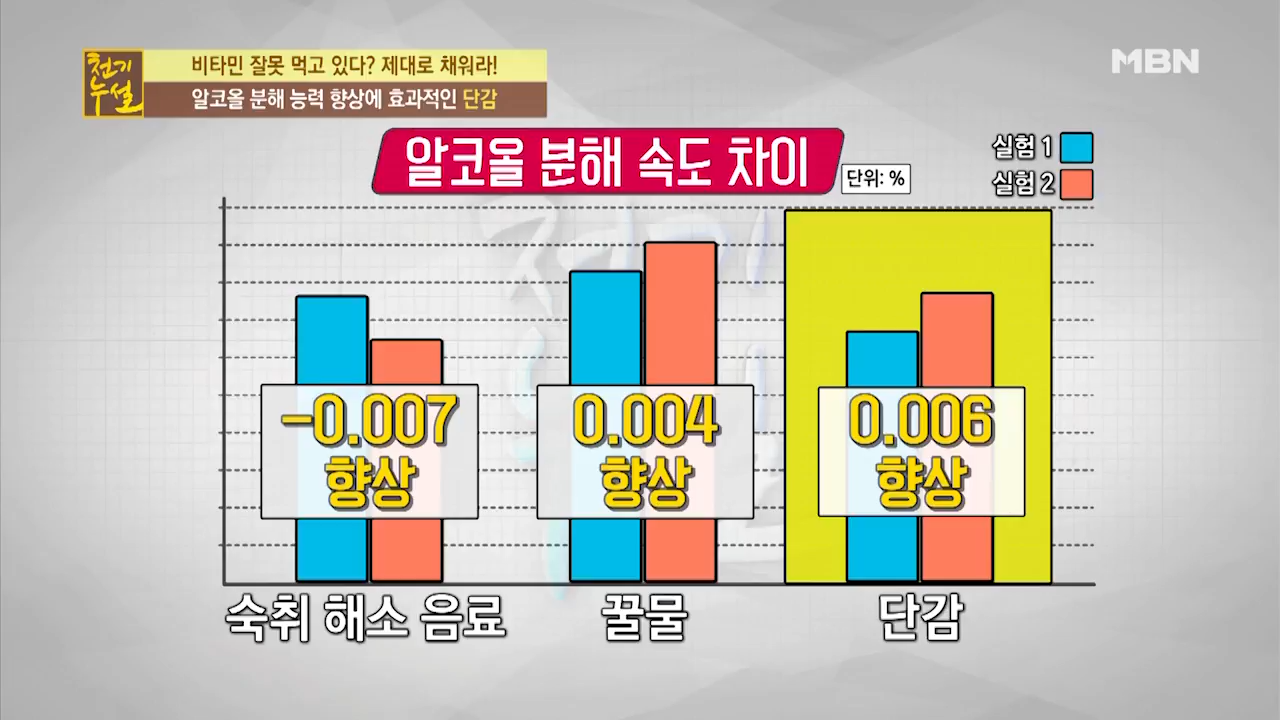 천기누설
비타민 잘못 먹고 있다? 제대로 채워라!
알코올 분해 능력 향상에 효과적인 단감
MBN
알코올 분해 속도 차이
단위: %
실험 1
실험 2
-0.007
향상
0.004
향상
0.006
향상
숙취 해소 음료
꿀물
단감